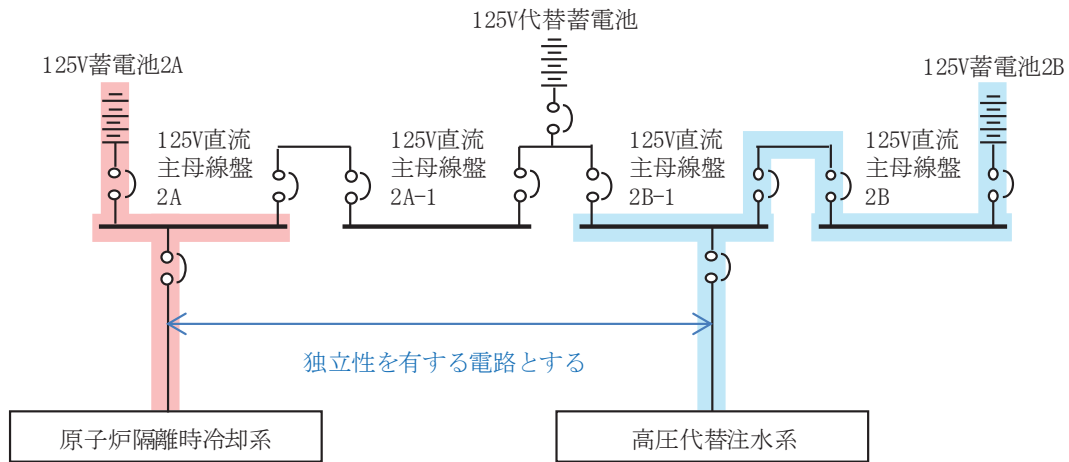 125V代替蓄電池
125V蓄電池2A
125V蓄電池2B
125V直流
主母線盤
2A
125V直流
主母線盤
2A-1
125V直流
主母線盤
2B-1
125V直流
主母線盤
2B
独立性を有する電路とする
原子炉隔離時冷却系
高圧代替注水系